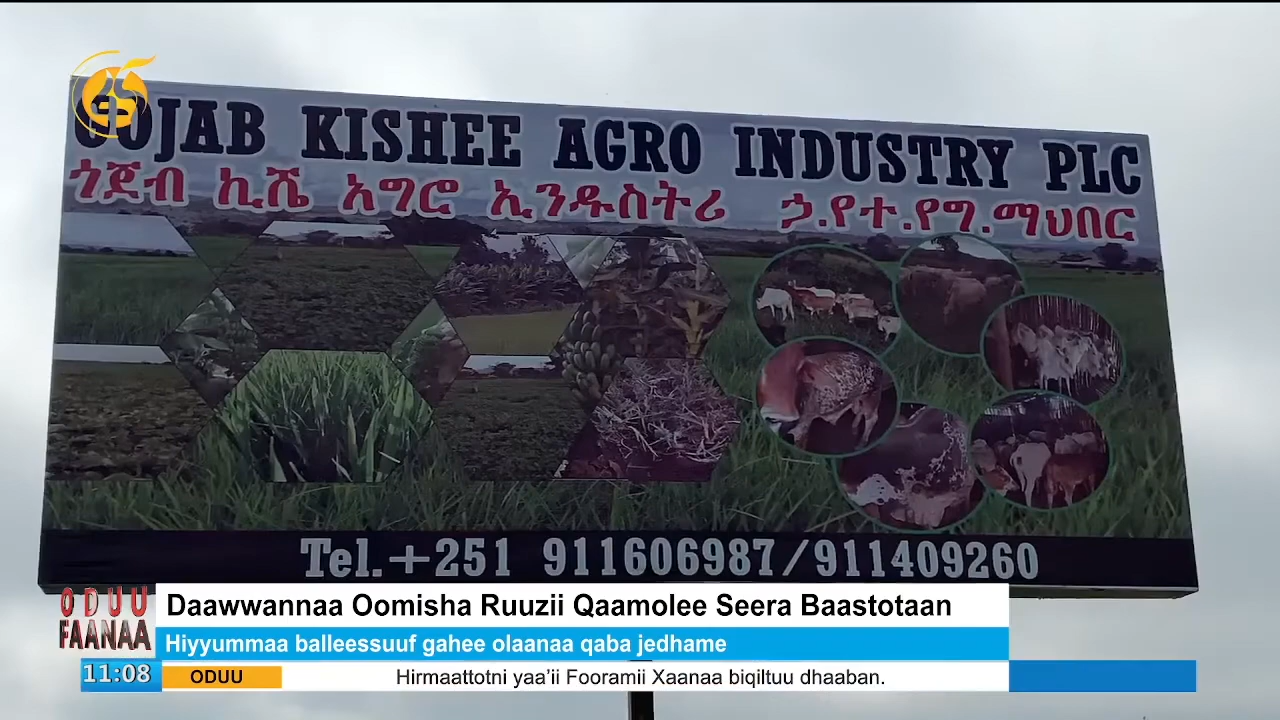 GOJAB KISHEE AGRO INDUSTRY PLC
ጎጀብ ኪሼ አግሮ ኢንዱስትሪ ኃ.የተ.የግ.ማህበር
Tel.+251 911606987/911409260
ODUU
FAANAA
Daawwannaa Oomisha Ruuzii Qaamolee Seera Baastotaan
Hiyyummaa balleessuuf gahee olaanaa qaba jedhame
11:08
ODUU
Hirmaattotni yaa’ii Fooramii Xaanaa biqiltuu dhaaban.